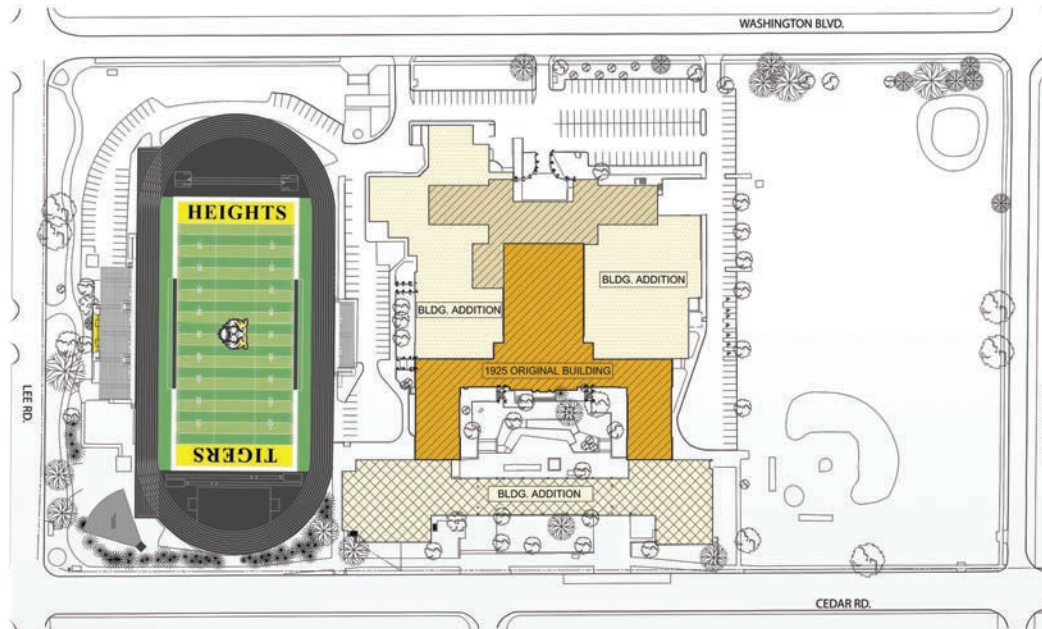 WASHINGTON BLVD.
HEIGHTS
BLDG. ADDITION
BLDG. ADDITION
1925 ORIGINAL BUILDING
LEE RD.
TIGERS
BLDG. ADDITION
CEDAR RD.